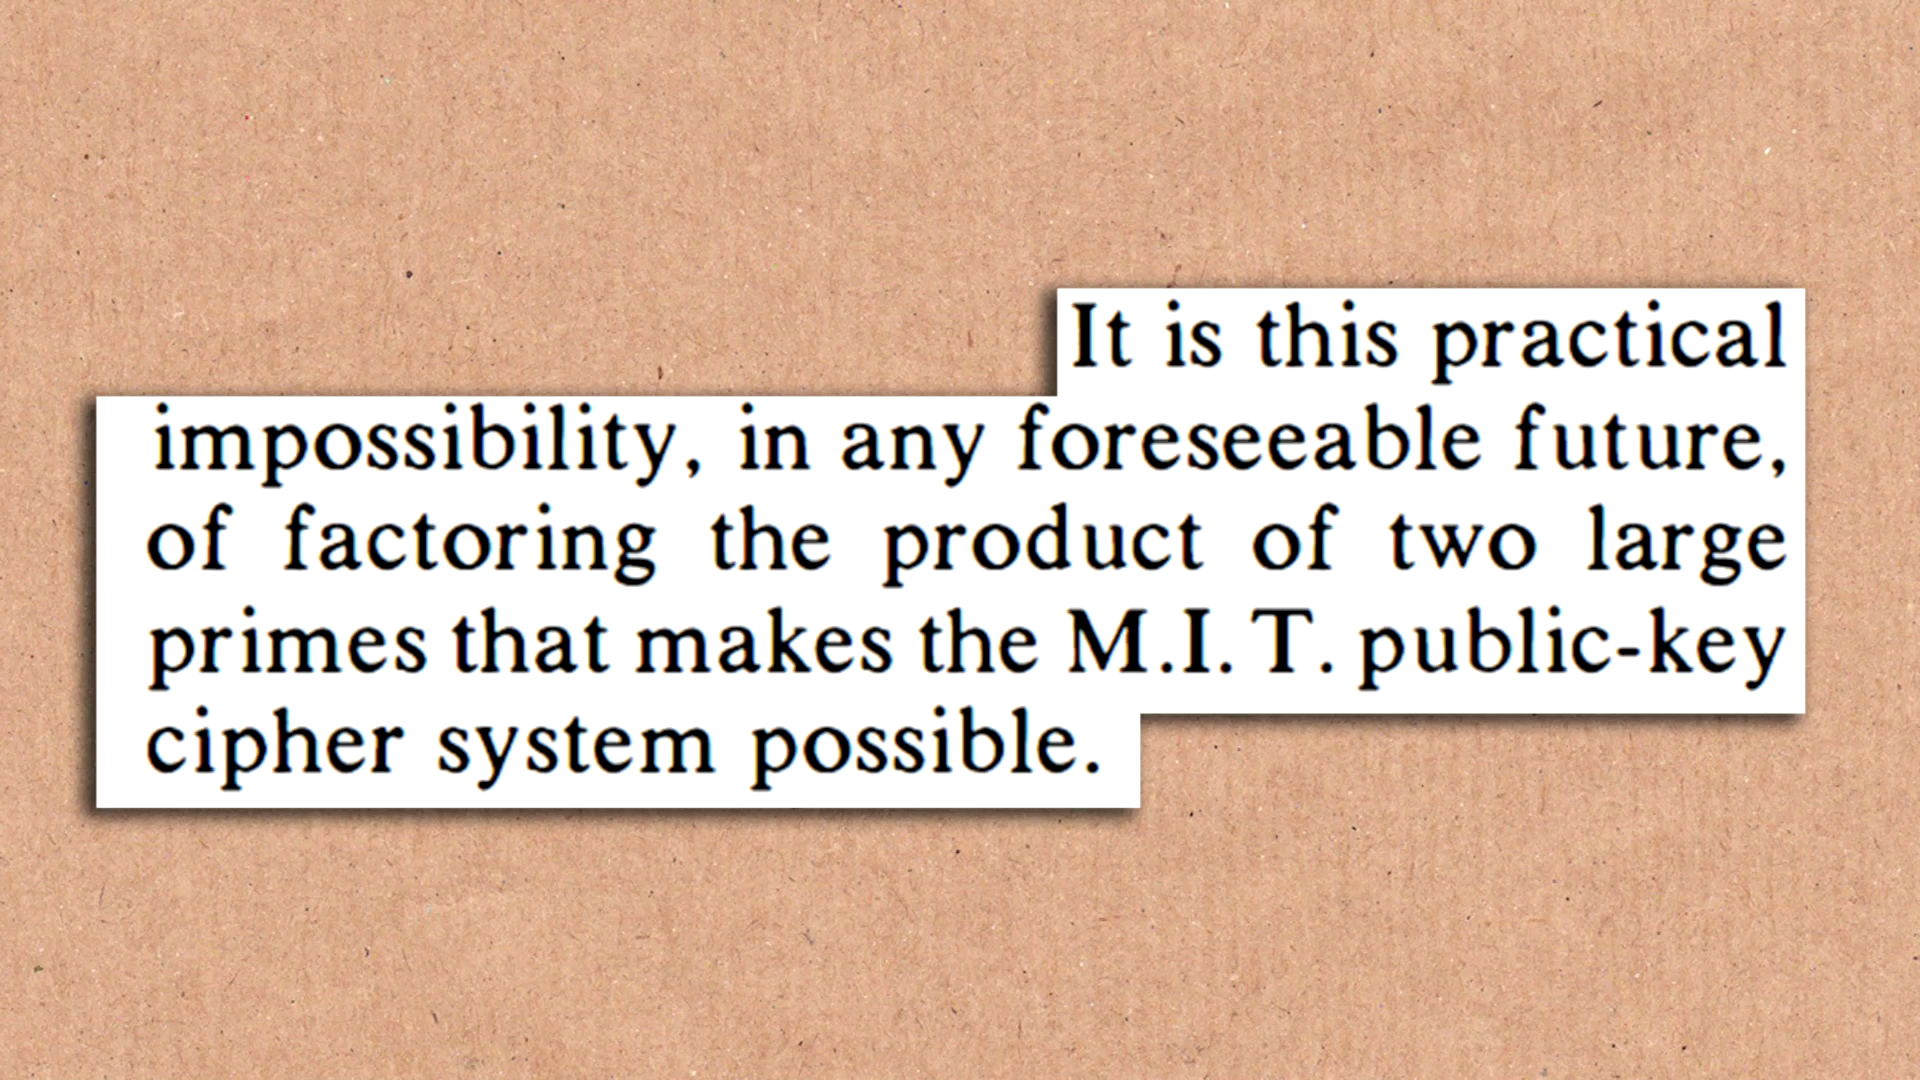 It is this practical
impossibility, in any foreseeable future,
of factoring the product of two large
primes that makes the M.I.T. public-key
cipher system possible.